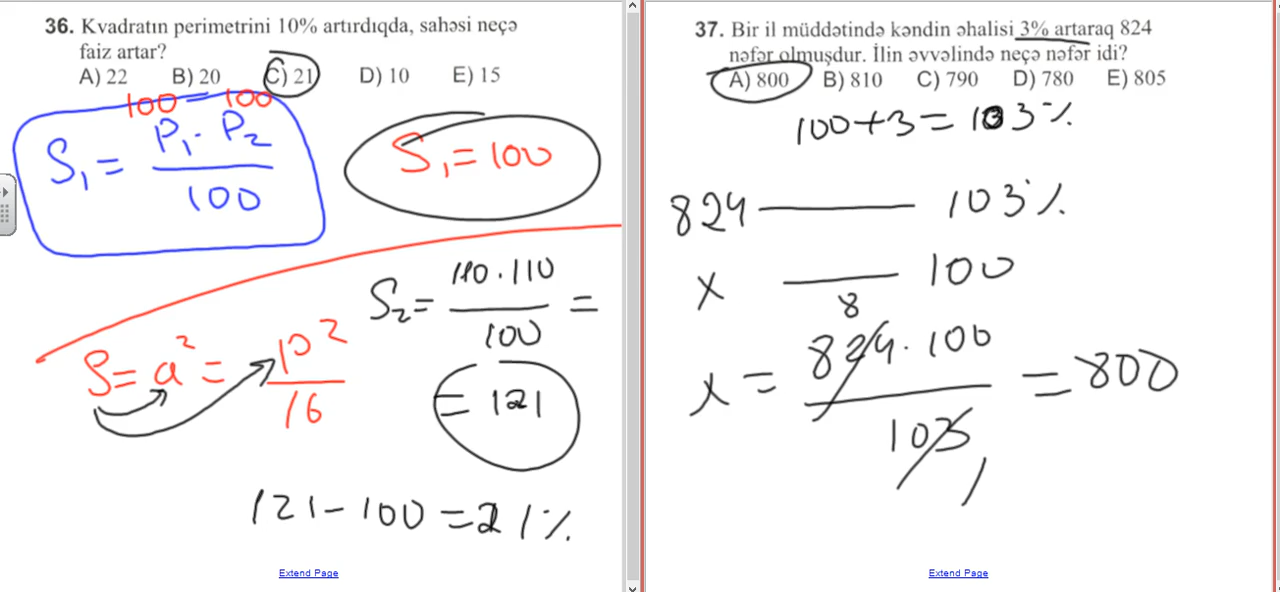 36. Kvadratın perimetrini 10% artırdıqda, sahəsi neçə
faiz artar?
A) 22 B) 20 C) 21 D) 10 E) 15
100 100
S₁ = P₁ · P₂ / 100
S₁ = 100
S₂ = 110 · 110 / 100 =
= 121
S = a² = P² / 16
121 - 100 = 21 %
Extend Page
37. Bir il müddətində kəndin əhalisi 3% artaraq 824
nəfər olmuşdur. İlin əvvəlində neçə nəfər idi?
A) 800 B) 810 C) 790 D) 780 E) 805
100 + 3 = 103 %
824 — 103 %
x — 100
8
x = 824 · 100 / 103 = 800
1
Extend Page